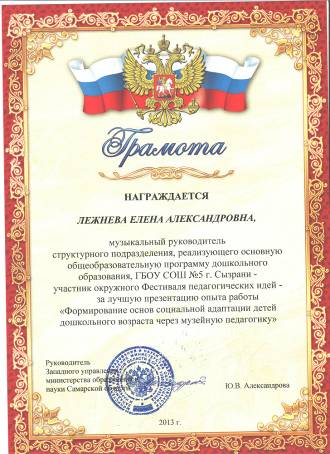 Грамота
НАГРАЖДАЕТСЯ
ЛЕЖНЕВА ЕЛЕНА АЛЕКСАНДРОВНА,
музыкальный руководитель
структурного подразделения, реализующего основную
общеобразовательную программу дошкольного
образования, ГБОУ СОШ №5 г. Сызрани -
участник окружного Фестиваля педагогических идей -
за лучшую презентацию опыта работы
«Формирование основ социальной адаптации детей
дошкольного возраста через музейную педагогику»
Руководитель
Западного управления
министерства образования и
науки Самарской области
Ю.В. Александрова
2013 г.